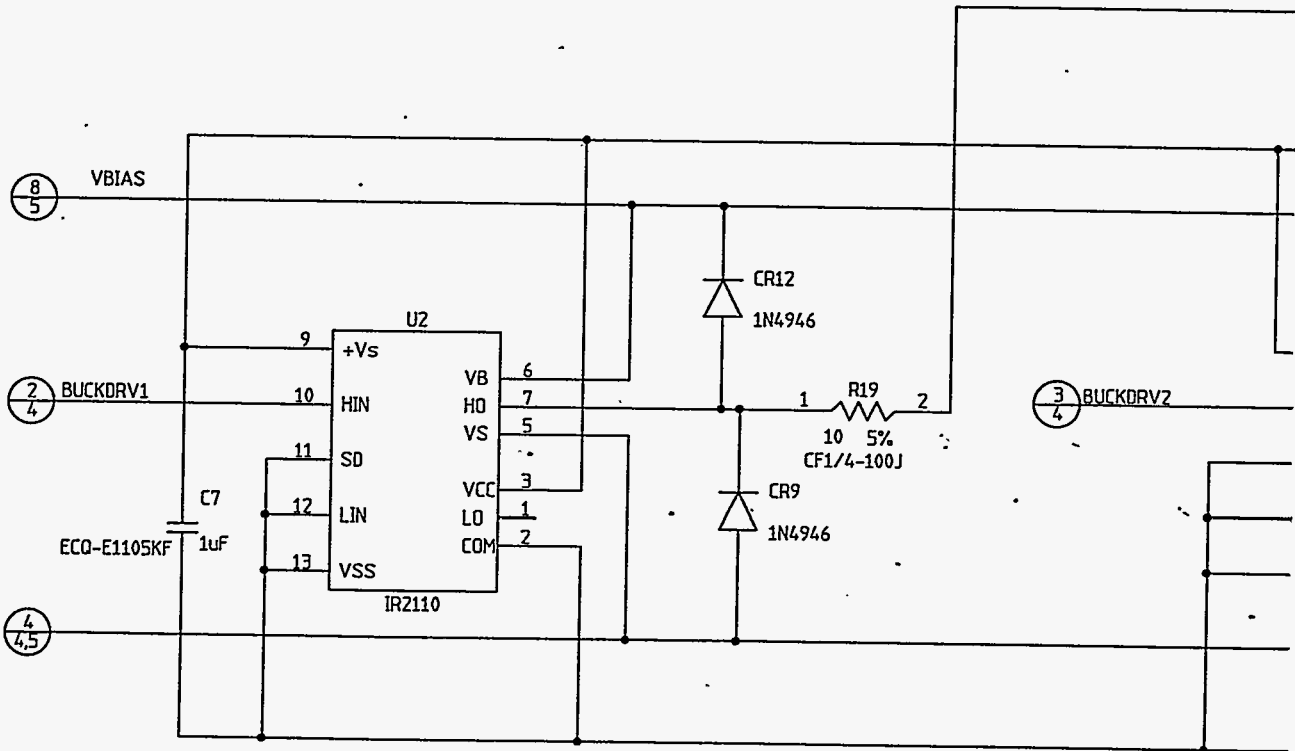 8
5
VBIAS
CR12
1N4946
U2
9
+Vs
VB
6
2
4
BUCKDRV1
10
HIN
HO
7
1
R19
2
3
4
BUCKDRV2
VS
5
10 5%
CF1/4-100J
11
SD
CR9
1N4946
VCC
3
C7
1uF
ECQ-E1105KF
12
LIN
LO
1
COM
2
13
VSS
IR2110
4
4,5